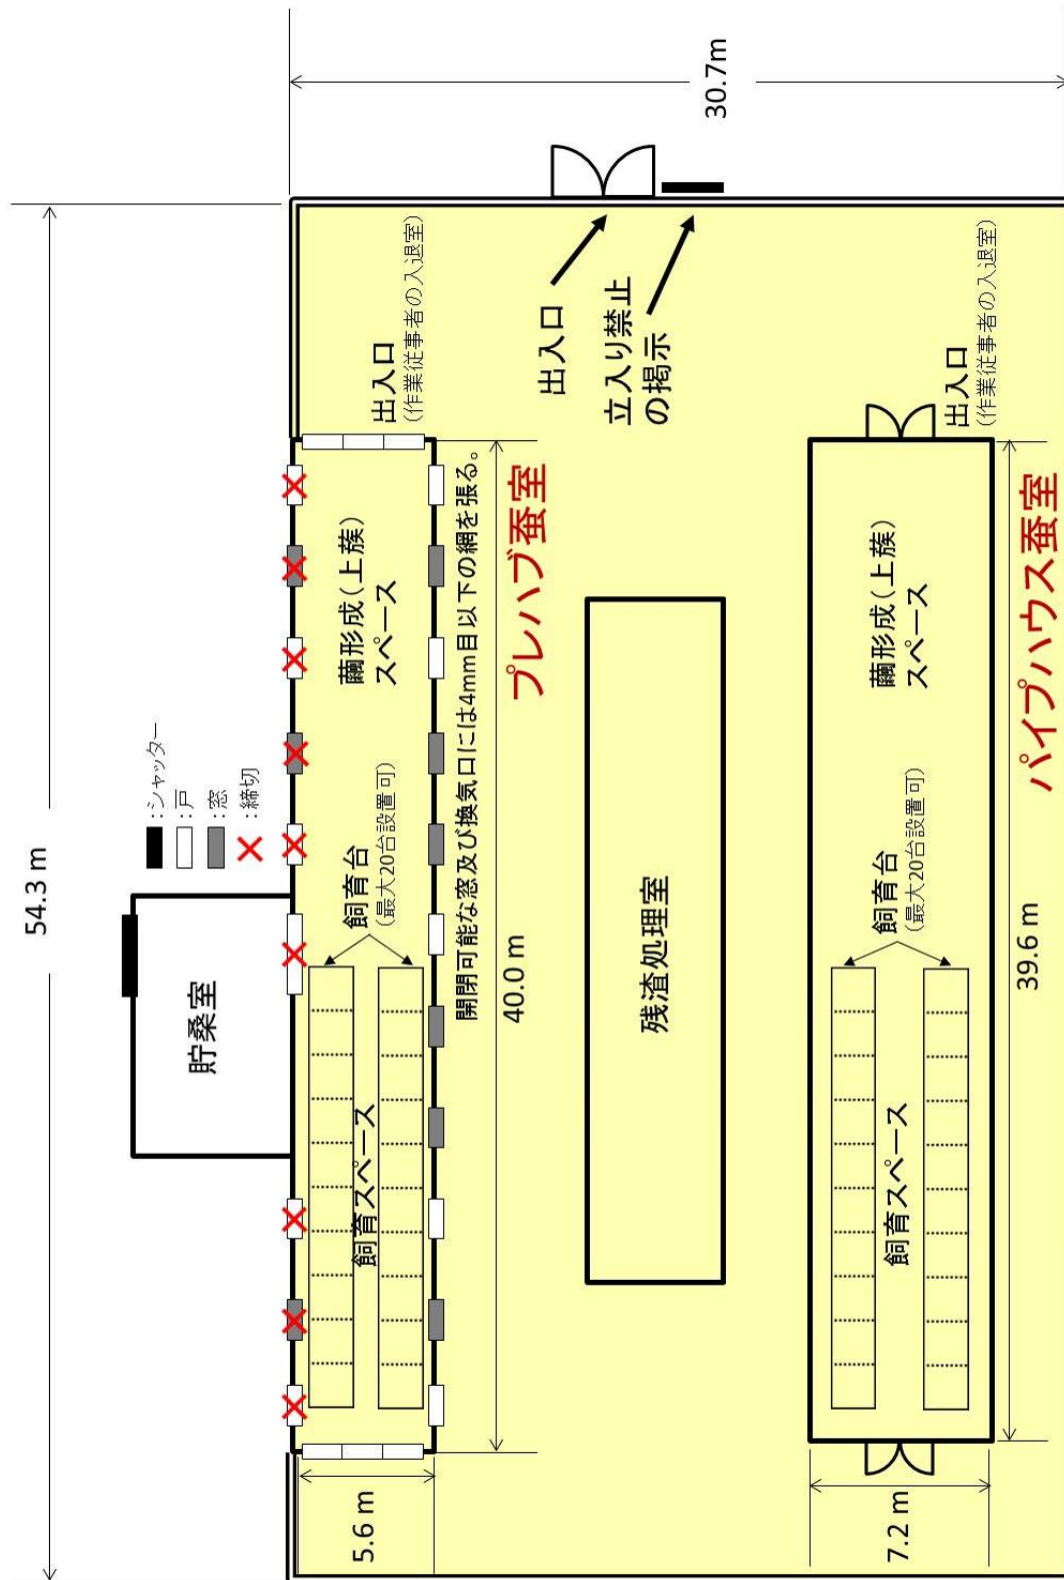 54.3 m
30.7m
:シャッター
:戸
:窓
:締切
貯桑室
飼育台
(最大20台設置可)
飼育スペース
繭形成(上蔟)
スペース
出入口
(作業従事者の入退室)
5.6 m
開閉可能な窓及び換気口には4mm目以下の網を張る。
40.0 m
プレハブ蚕室
出入口
立入り禁止
の掲示
残渣処理室
飼育台
(最大20台設置可)
飼育スペース
繭形成(上蔟)
スペース
出入口
(作業従事者の入退室)
7.2 m
39.6 m
パイプハウス蚕室